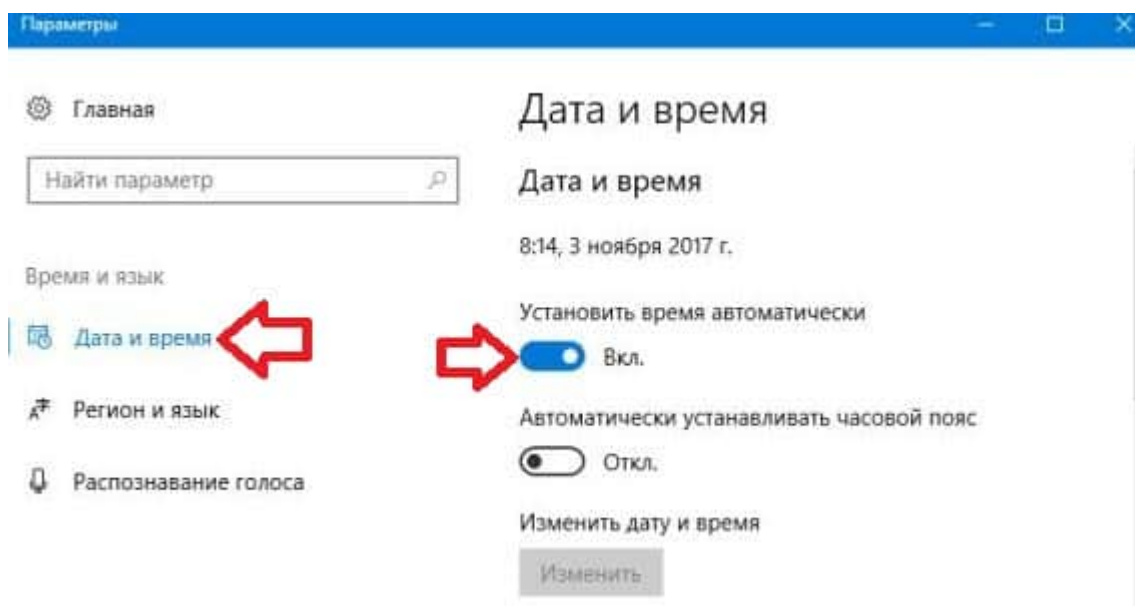 Параметры
Главная
Найти параметр
Время и язык
Дата и время
Регион и язык
Распознавание голоса
Дата и время
Дата и время
8:14, 3 ноября 2017 г.
Установить время автоматически
Вкл.
Автоматически устанавливать часовой пояс
Откл.
Изменить дату и время
Изменить